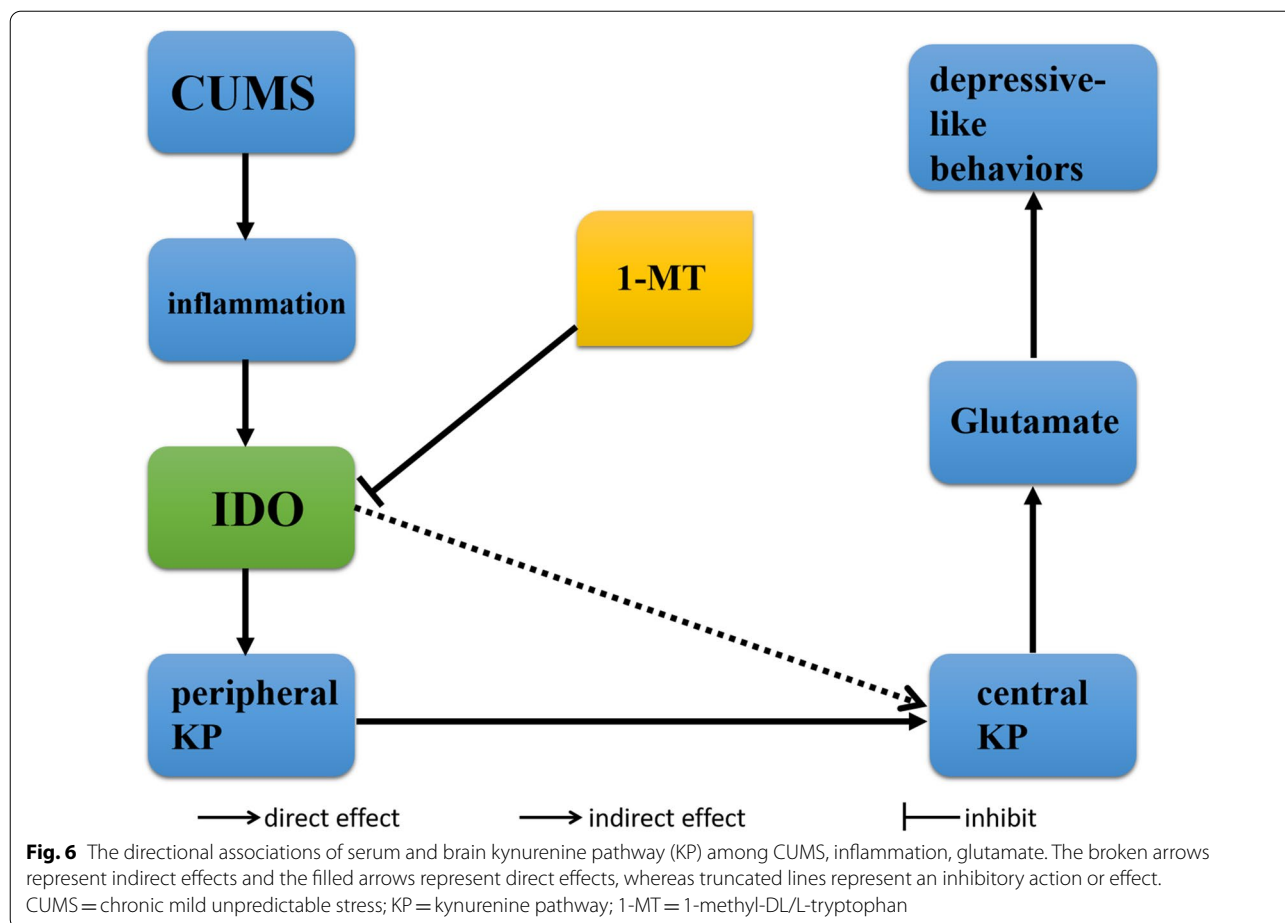 CUMS
depressive-
like
behaviors
inflammation
1-MT
Glutamate
IDO
peripheral
KP
central
KP
direct effect
indirect effect
inhibit
Fig. 6 The directional associations of serum and brain kynurenine pathway (KP) among CUMS, inflammation, glutamate. The broken arrows
represent indirect effects and the filled arrows represent direct effects, whereas truncated lines represent an inhibitory action or effect.
CUMS = chronic mild unpredictable stress; KP = kynurenine pathway; 1-MT = 1-methyl-DL/L-tryptophan